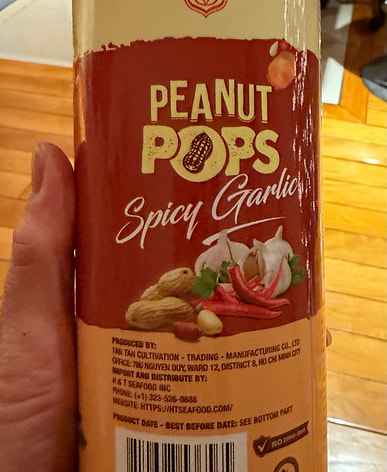 PEANUT
POPS
Spicy Garlic
PRODUCED BY:
TAN TAN CULTIVATION - TRADING - MANUFACTURING CO., LTD
OFFICE: 780 NGUYEN DUY, WARD 12, DISTRICT 8, HO CHI MINH CITY
IMPORT AND DISTRIBUTE BY:
H & T SEAFOOD INC
PHONE: (+1) 323-526-0888
WEBSITE: HTTPS://HTSEAFOOD.COM/
PRODUCT DATE - BEST BEFORE DATE: SEE BOTTOM PART
ISO